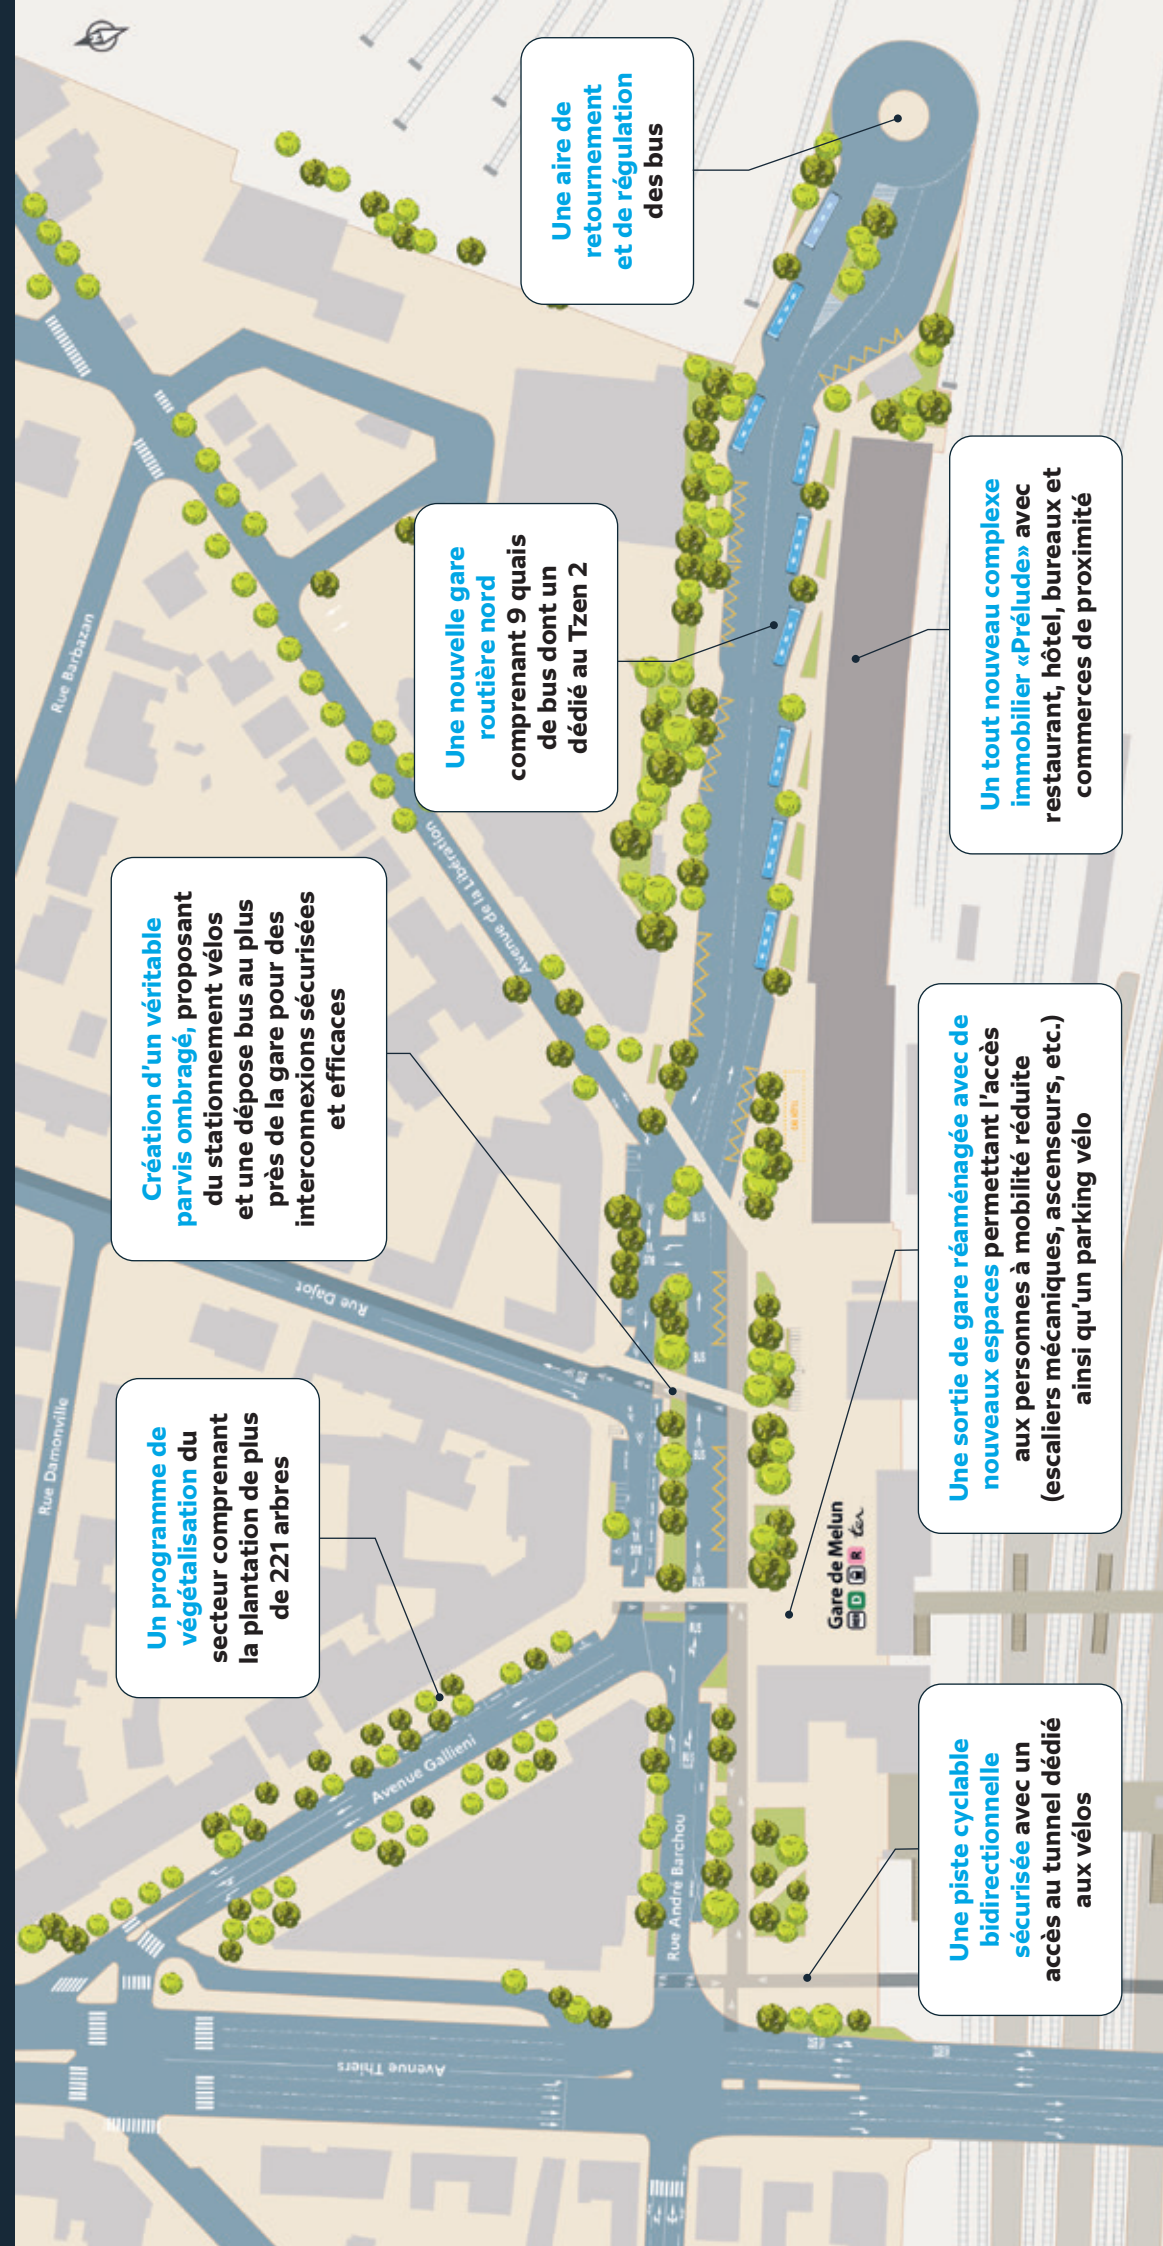 Un programme de
végétalisation du
secteur comprenant
la plantation de plus
de 221 arbres
Création d'un véritable
parvis ombragé, proposant
du stationnement vélos
et une dépose bus au plus
près de la gare pour des
interconnexions sécurisées
et efficaces
Une nouvelle gare
routière nord
comprenant 9 quais
de bus dont un
dédié au Tzen 2
Une aire de
retournement
et de régulation
des bus
Une piste cyclable
bidirectionnelle
sécurisée avec un
accès au tunnel dédié
aux vélos
Une sortie de gare réaménagée avec de
nouveaux espaces permettant l'accès
aux personnes à mobilité réduite
(escaliers mécaniques, ascenseurs, etc.)
ainsi qu'un parking vélo
Un tout nouveau complexe
immobilier «Prélude» avec
restaurant, hôtel, bureaux et
commerces de proximité
Rue Damonville
Rue Barbazan
Rue Dajot
Avenue de la Libération
Avenue Gallieni
Avenue Thiers
Rue André Barchou
Gare de Melun
D R ter
BUS
BUS
BUS
BUS
BUS